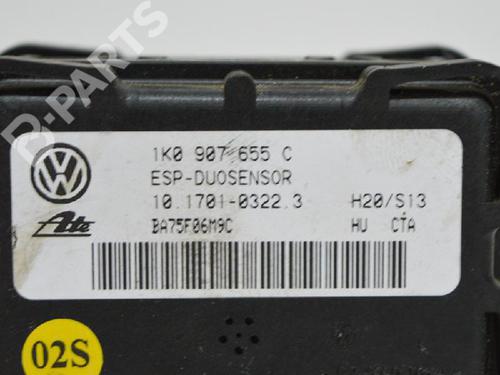 B-PARTS
1K0 907 655 C
ESP-DUOSENSOR
10.1701-0322.3 H20/S13
Ate BA75F06M9C HU CTA
02S